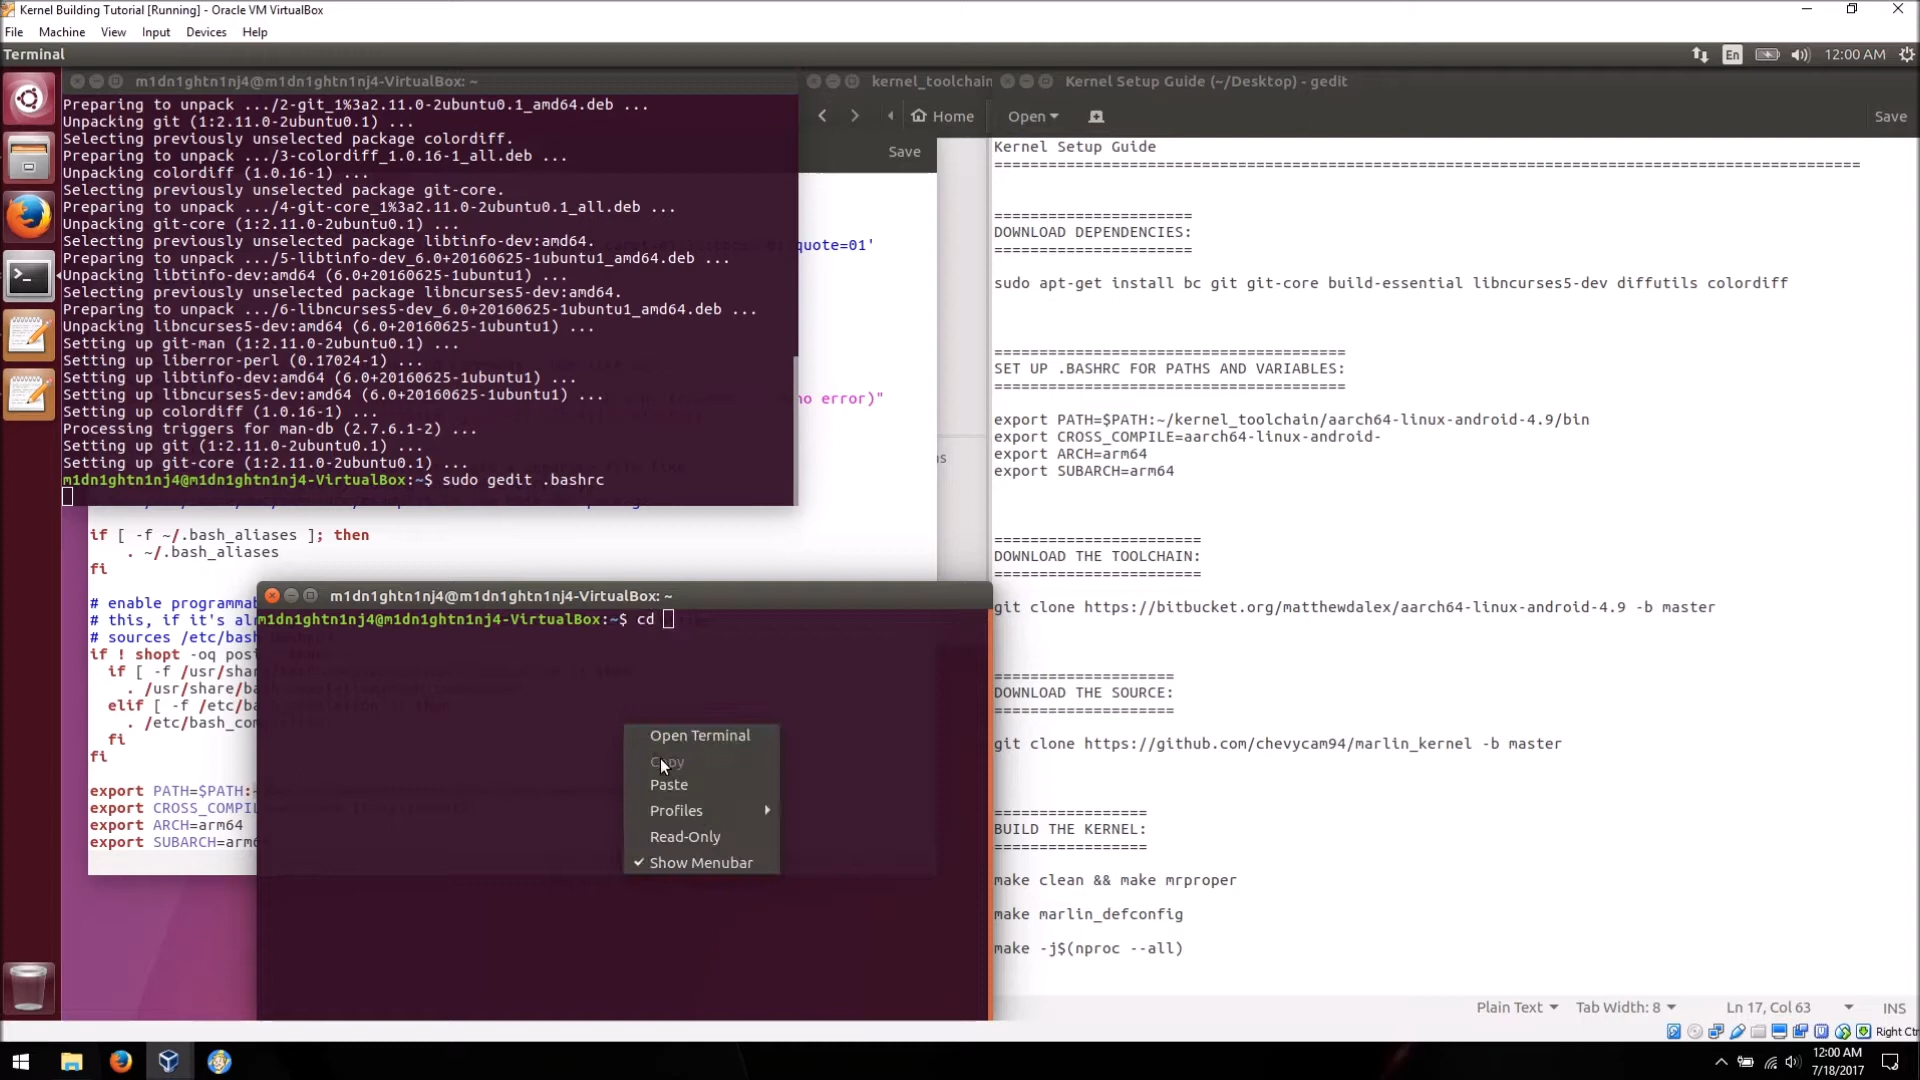 Kernel Building Tutorial [Running] - Oracle VM VirtualBox
File Machine View Input Devices Help
Terminal
En
12:00 AM
m1dn1ghtn1nj4@m1dn1ghtn1nj4-VirtualBox: ~
Preparing to unpack .../2-git_1%3a2.11.0-2ubuntu0.1_amd64.deb ...
Unpacking git (1:2.11.0-2ubuntu0.1) ...
Selecting previously unselected package colordiff.
Preparing to unpack .../3-colordiff_1.0.16-1_all.deb ...
Unpacking colordiff (1.0.16-1) ...
Selecting previously unselected package git-core.
Preparing to unpack .../4-git-core_1%3a2.11.0-2ubuntu0.1_all.deb ...
Unpacking git-core (1:2.11.0-2ubuntu0.1) ...
Selecting previously unselected package libtinfo-dev:amd64.
Preparing to unpack .../5-libtinfo-dev_6.0+20160625-1ubuntu1_amd64.deb ...
Unpacking libtinfo-dev:amd64 (6.0+20160625-1ubuntu1) ...
Selecting previously unselected package libncurses5-dev:amd64.
Preparing to unpack .../6-libncurses5-dev_6.0+20160625-1ubuntu1_amd64.deb ...
Unpacking libncurses5-dev:amd64 (6.0+20160625-1ubuntu1) ...
Setting up git-man (1:2.11.0-2ubuntu0.1) ...
Setting up liberror-perl (0.17024-1) ...
Setting up libtinfo-dev:amd64 (6.0+20160625-1ubuntu1) ...
Setting up libncurses5-dev:amd64 (6.0+20160625-1ubuntu1) ...
Setting up colordiff (1.0.16-1) ...
Processing triggers for man-db (2.7.6.1-2) ...
Setting up git (1:2.11.0-2ubuntu0.1) ...
Setting up git-core (1:2.11.0-2ubuntu0.1) ...
m1dn1ghtn1nj4@m1dn1ghtn1nj4-VirtualBox:~$ sudo gedit .bashrc
kernel_toolchain
Home
Save
quote=01'
no error)"
if [ -f ~/.bash_aliases ]; then
. ~/.bash_aliases
fi
# enable programma
# this, if it's al
# sources /etc/bas
if ! shopt -oq pos
if [ -f /usr/shar
. /usr/share/b
elif [ -f /etc/ba
. /etc/bash_co
fi
fi
export PATH=$PATH:
export CROSS_COMPIL
export ARCH=arm64
export SUBARCH=arm
m1dn1ghtn1nj4@m1dn1ghtn1nj4-VirtualBox: ~
m1dn1ghtn1nj4@m1dn1ghtn1nj4-VirtualBox:~$ cd
Open Terminal
Copy
Paste
Profiles
Read-Only
Show Menubar
Kernel Setup Guide (~/Desktop) - gedit
Open
Save
Kernel Setup Guide
================================================================================================
======================
DOWNLOAD DEPENDENCIES:
======================
sudo apt-get install bc git git-core build-essential libncurses5-dev diffutils colordiff
=======================================
SET UP .BASHRC FOR PATHS AND VARIABLES:
=======================================
export PATH=$PATH:~/kernel_toolchain/aarch64-linux-android-4.9/bin
export CROSS_COMPILE=aarch64-linux-android-
export ARCH=arm64
export SUBARCH=arm64
=======================
DOWNLOAD THE TOOLCHAIN:
=======================
git clone https://bitbucket.org/matthewdalex/aarch64-linux-android-4.9 -b master
====================
DOWNLOAD THE SOURCE:
====================
git clone https://github.com/chevycam94/marlin_kernel -b master
=================
BUILD THE KERNEL:
=================
make clean && make mrproper
make marlin_defconfig
make -j$(nproc --all)
Plain Text Tab Width: 8 Ln 17, Col 63 INS
Right Ctrl
12:00 AM
7/18/2017